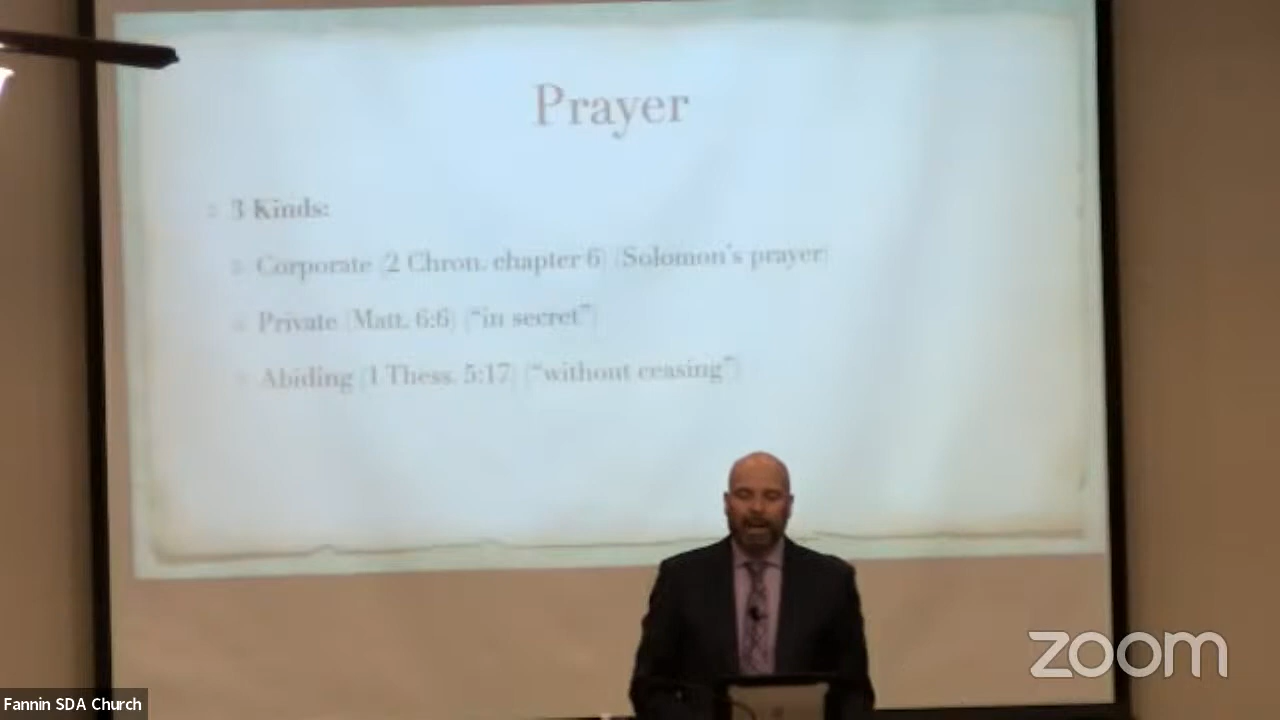 Prayer
3 Kinds:
Corporate (2 Chron. chapter 6) (Solomon's prayer)
Private (Matt. 6:6) ("in secret")
Abiding (1 Thess. 5:17) ("without ceasing")
zoom
Fannin SDA Church